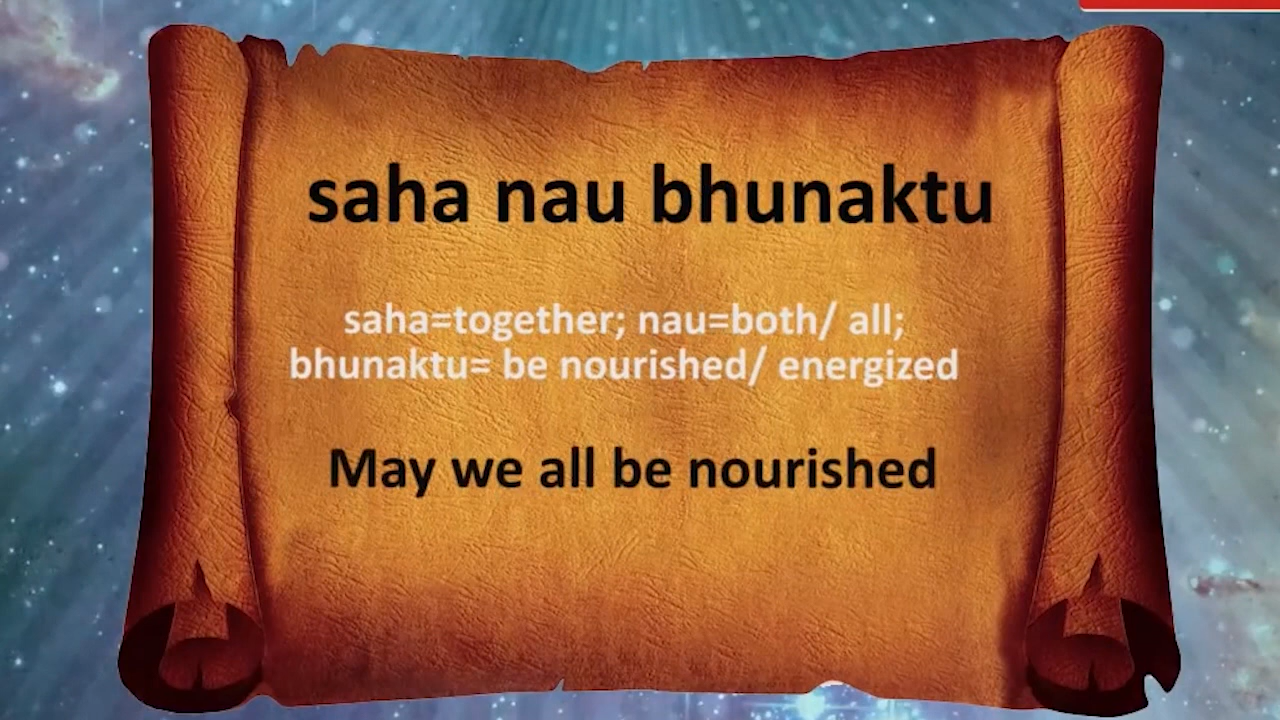 saha nau bhunaktu
saha=together; nau=both/ all;
bhunaktu= be nourished/ energized
May we all be nourished